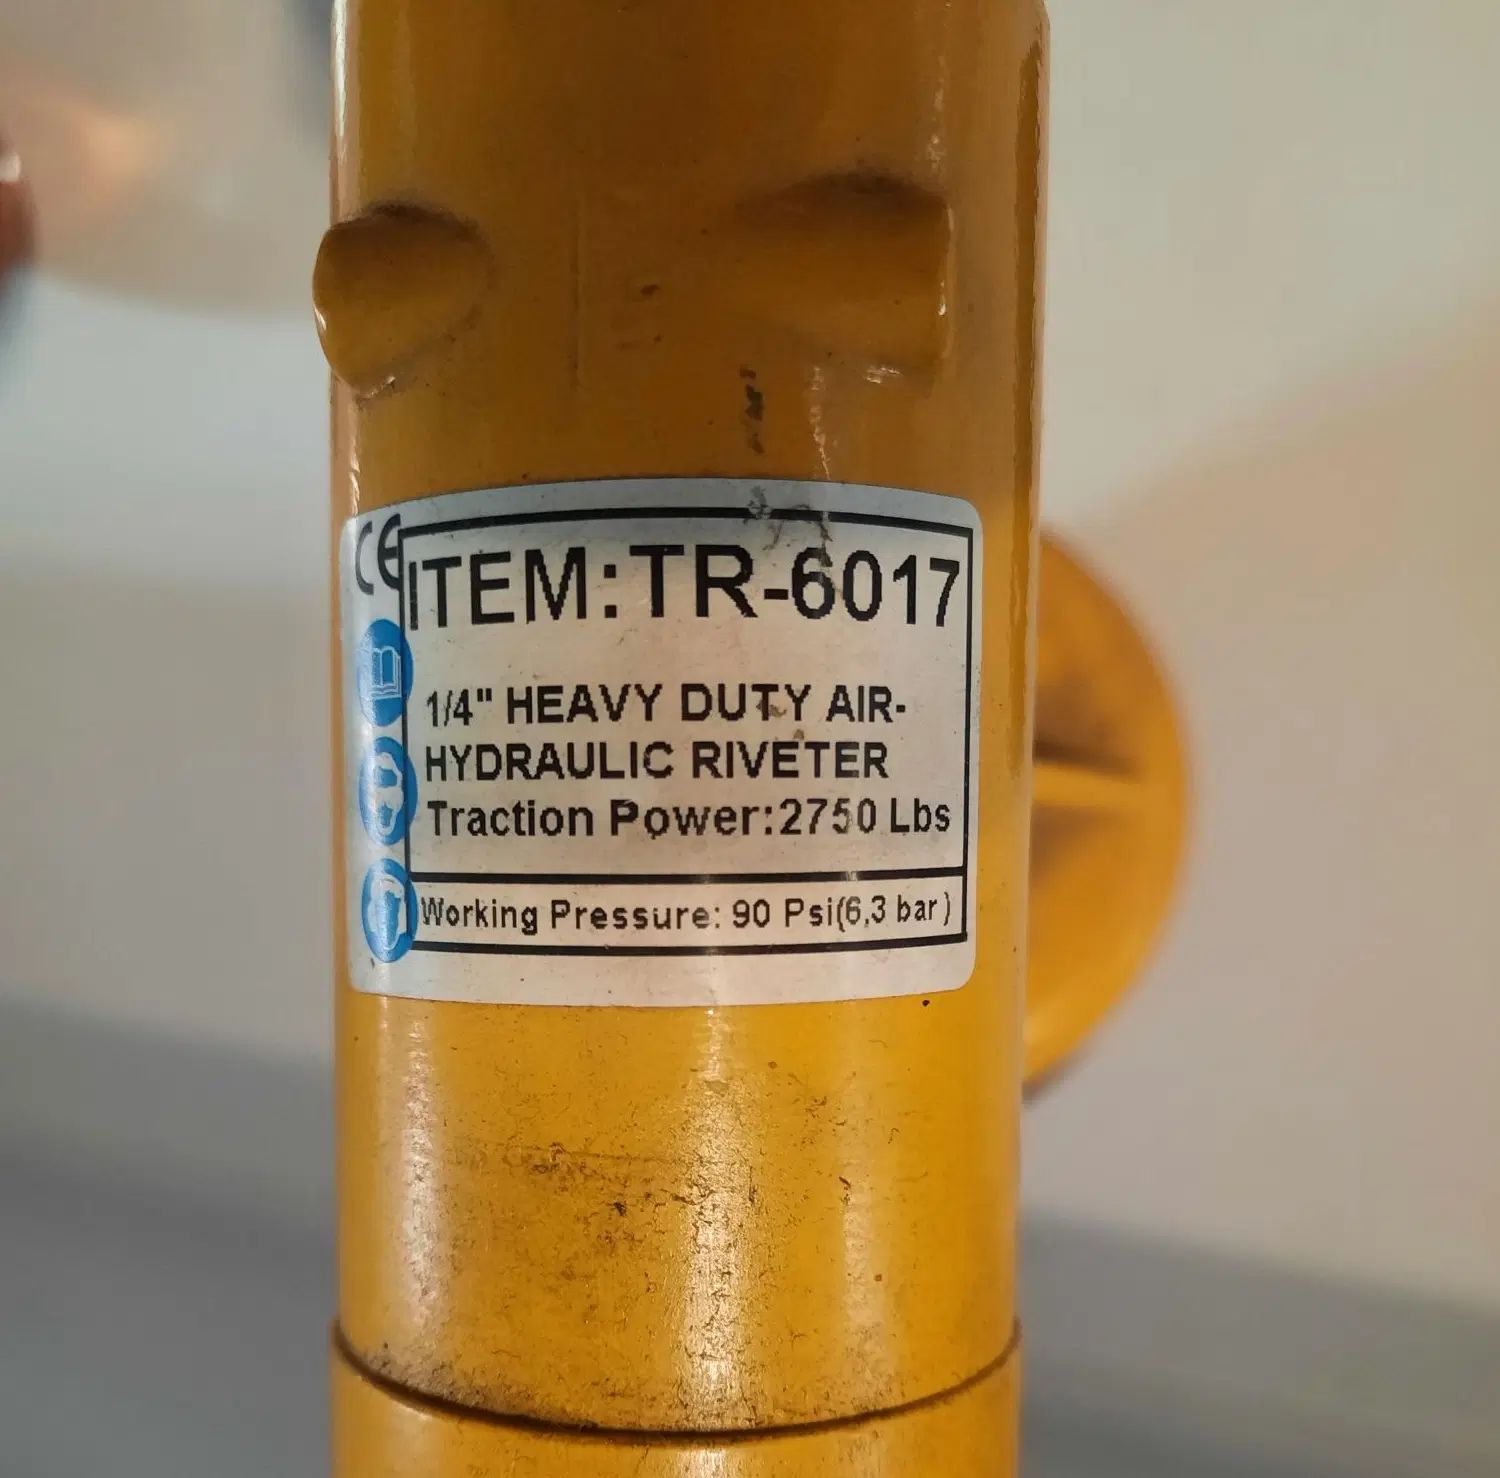 CE
ITEM:TR-6017
1/4" HEAVY DUTY AIR-
HYDRAULIC RIVETER
Traction Power:2750 Lbs
Working Pressure: 90 Psi(6,3 bar)